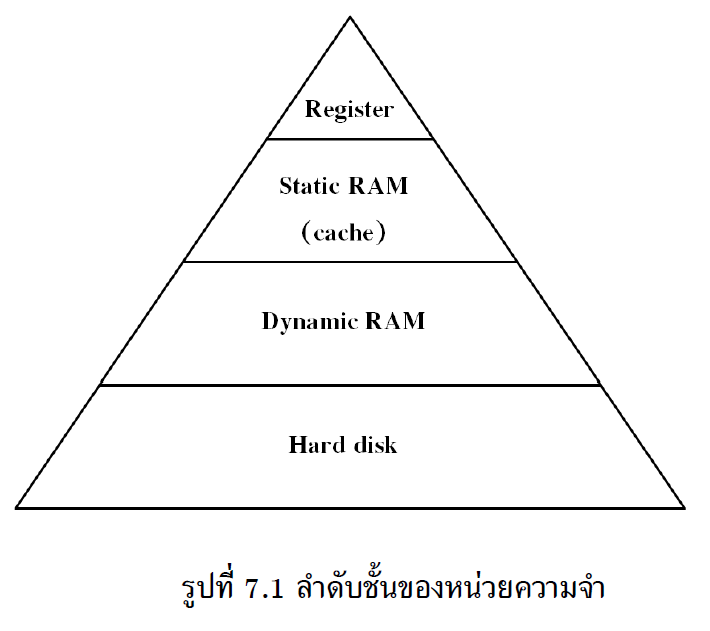 Register
Static RAM
(cache)
Dynamic RAM
Hard disk
รูปที่ 7.1 ลำดับชั้นของหน่วยความจำ